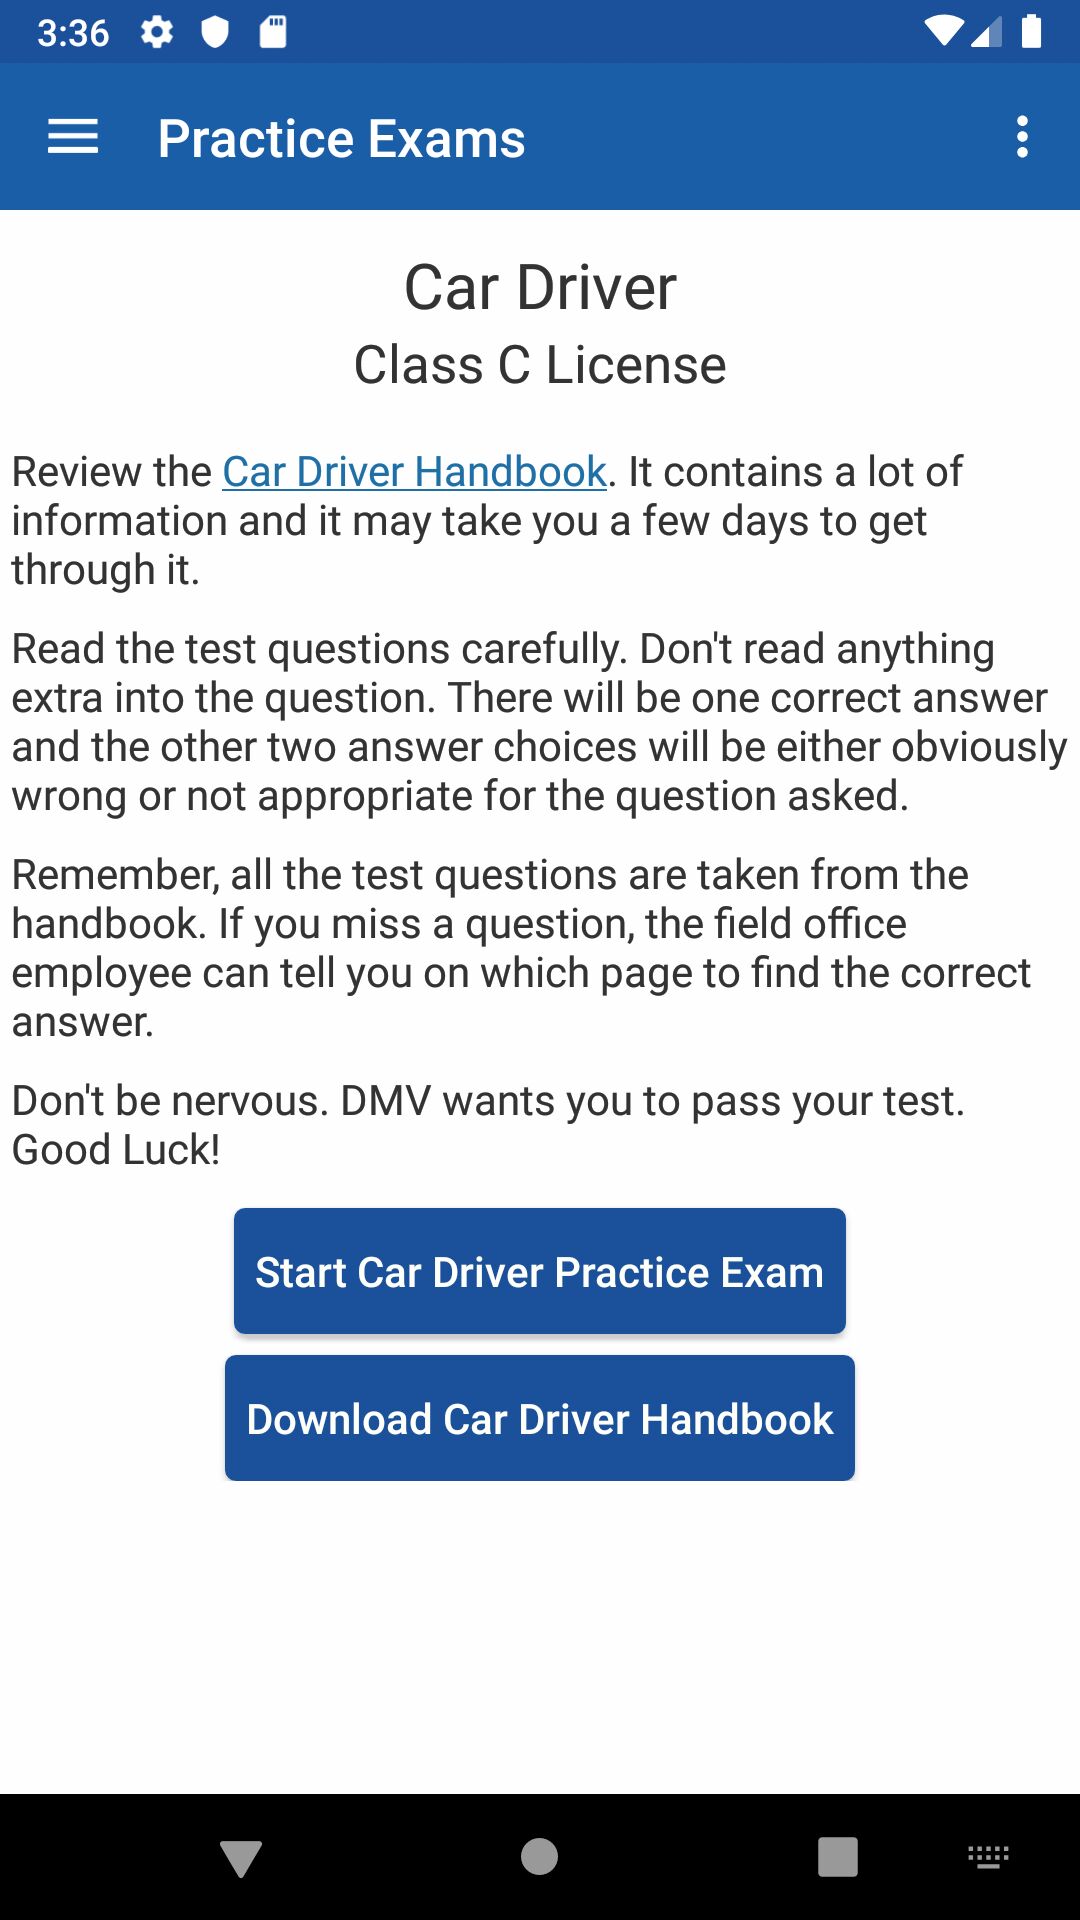 3:36
Practice Exams
Car Driver
Class C License
Review the Car Driver Handbook. It contains a lot of
information and it may take you a few days to get
through it.
Read the test questions carefully. Don't read anything
extra into the question. There will be one correct answer
and the other two answer choices will be either obviously
wrong or not appropriate for the question asked.
Remember, all the test questions are taken from the
handbook. If you miss a question, the field office
employee can tell you on which page to find the correct
answer.
Don't be nervous. DMV wants you to pass your test.
Good Luck!
Start Car Driver Practice Exam
Download Car Driver Handbook